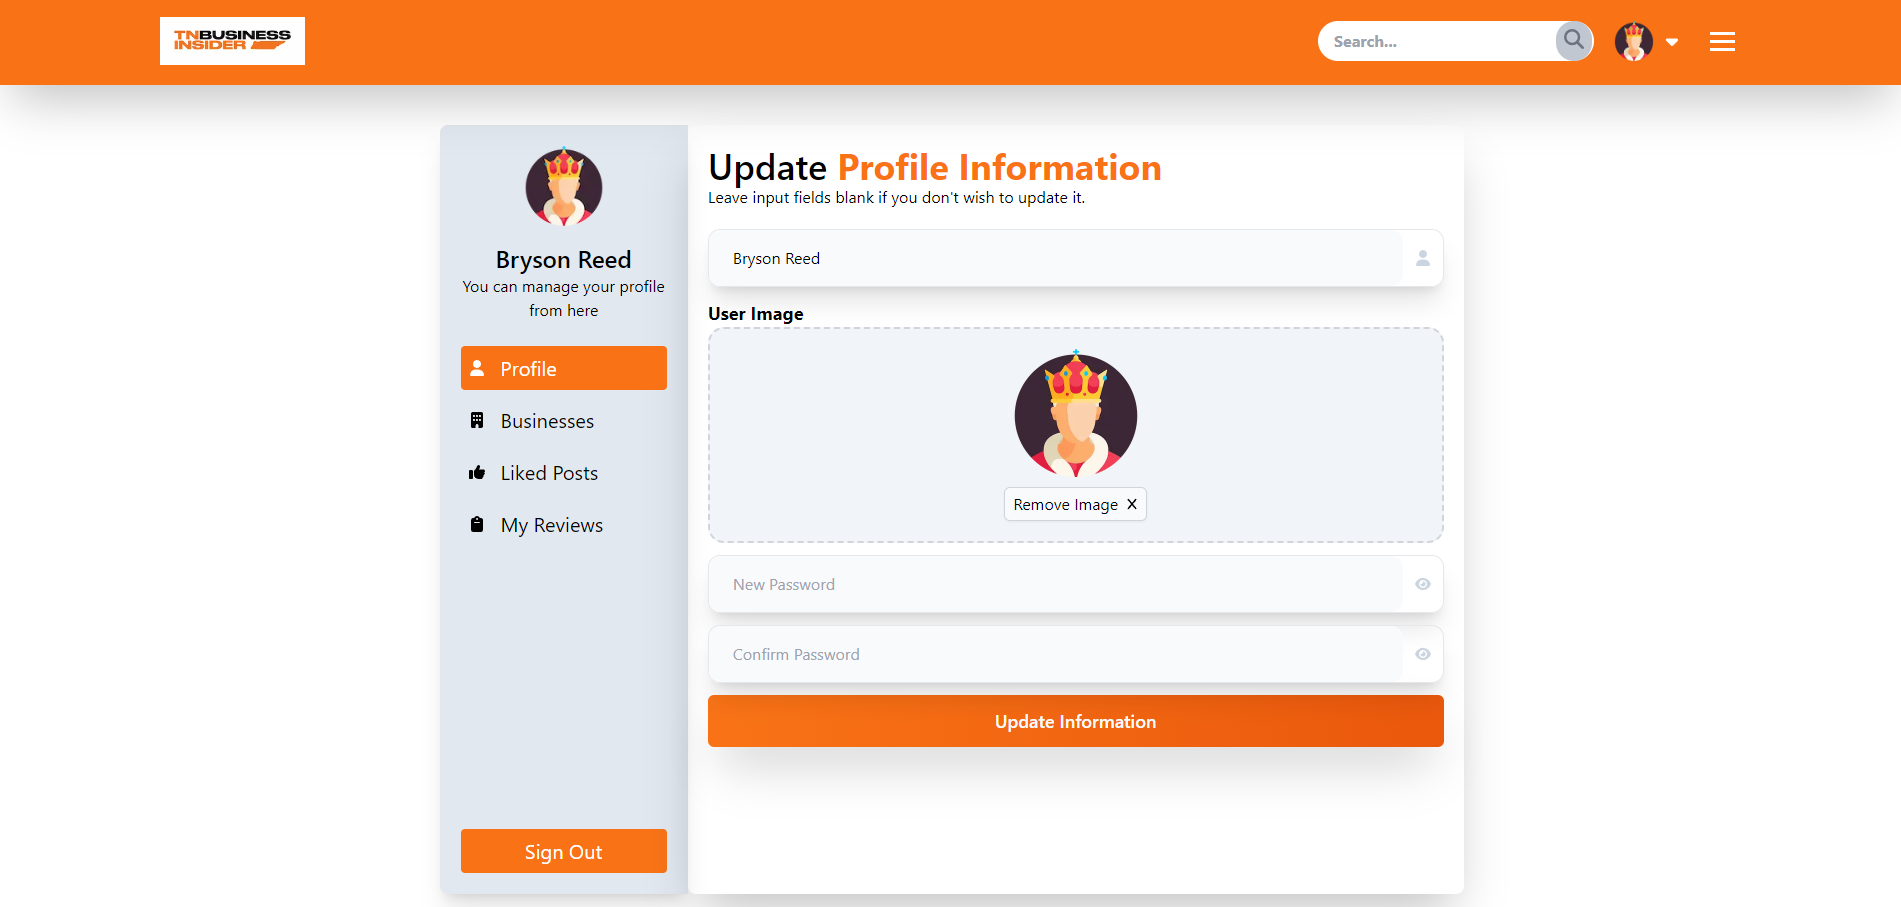 TNBUSINESS
INSIDER
Search...
Bryson Reed
You can manage your profile
from here
Profile
Businesses
Liked Posts
My Reviews
Sign Out
Update Profile Information
Leave input fields blank if you don't wish to update it.
Bryson Reed
User Image
Remove Image X
New Password
Confirm Password
Update Information